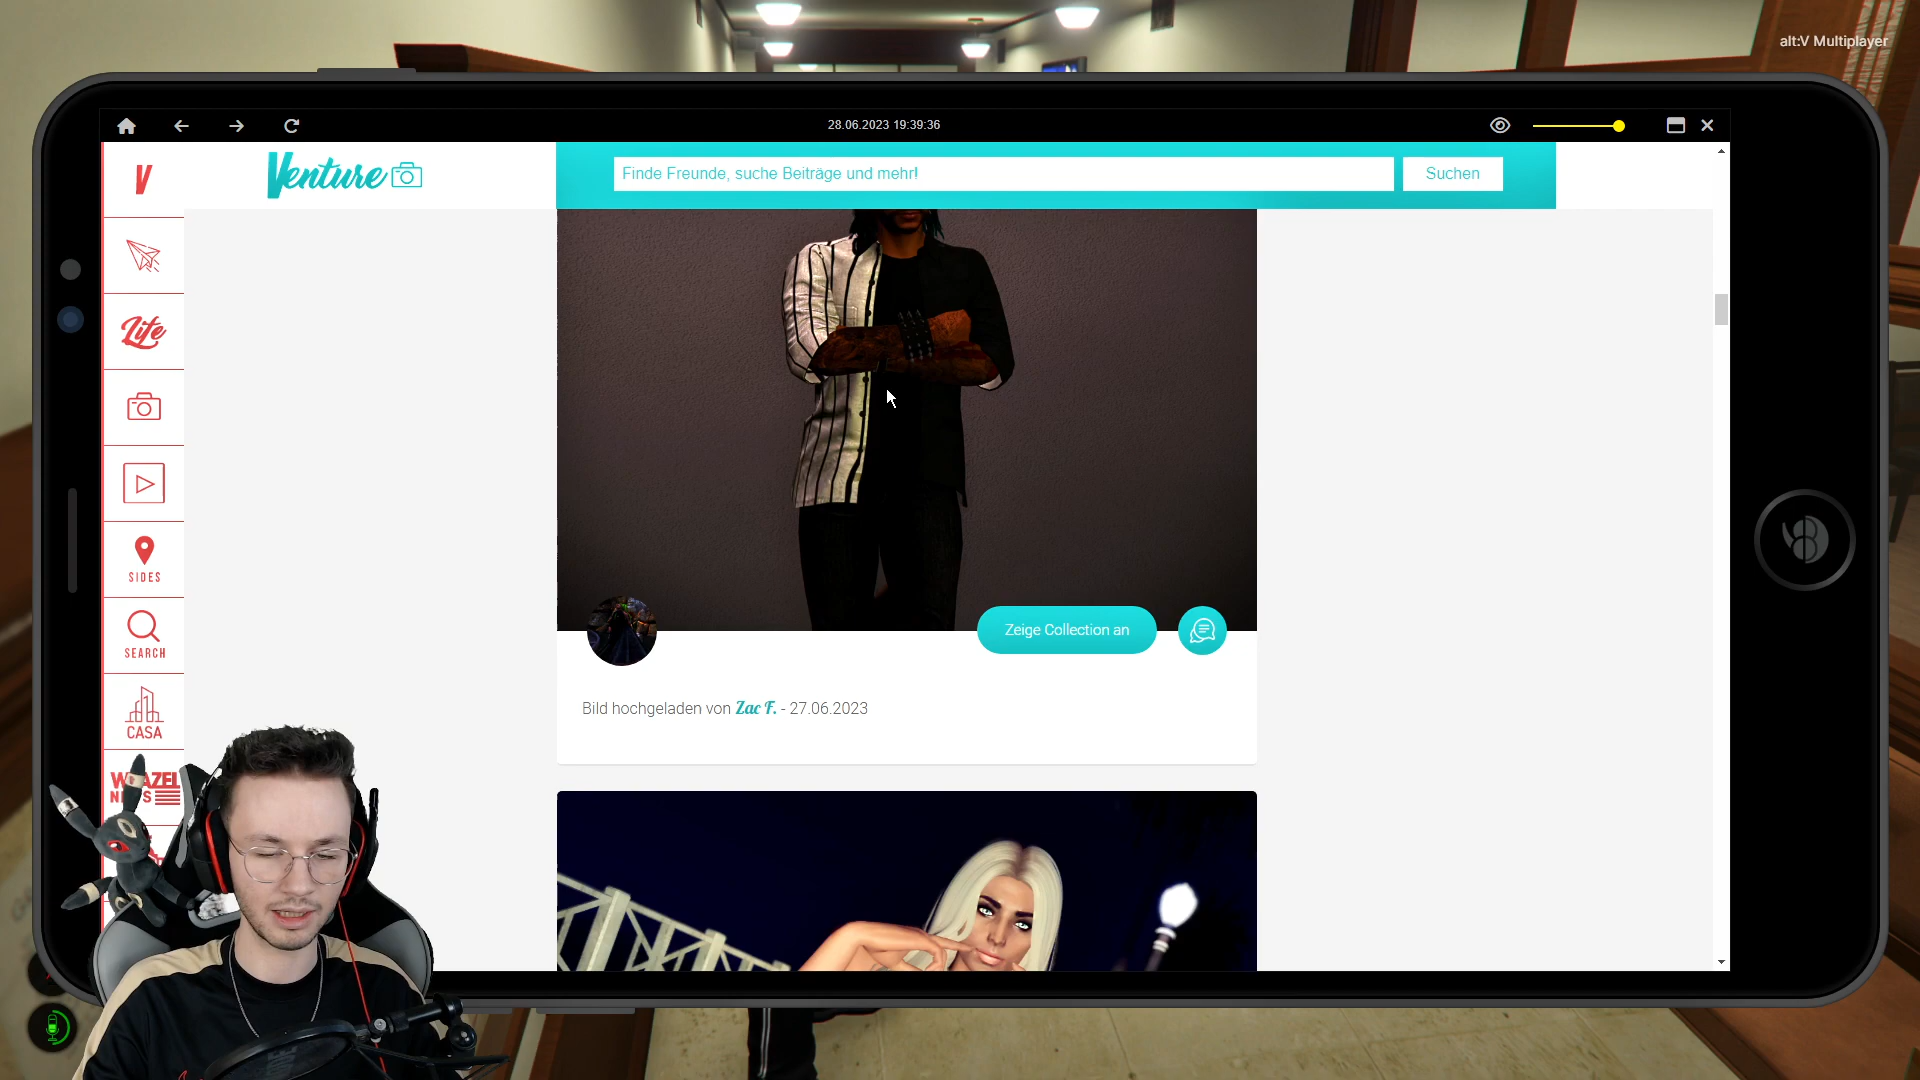 alt:V Multiplayer
28.06.2023 19:39:36
V
Venture
Finde Freunde, suche Beiträge und mehr!
Suchen
Life
SIDES
SEARCH
CASA
Zeige Collection an
Bild hochgeladen von Zac F. - 27.06.2023